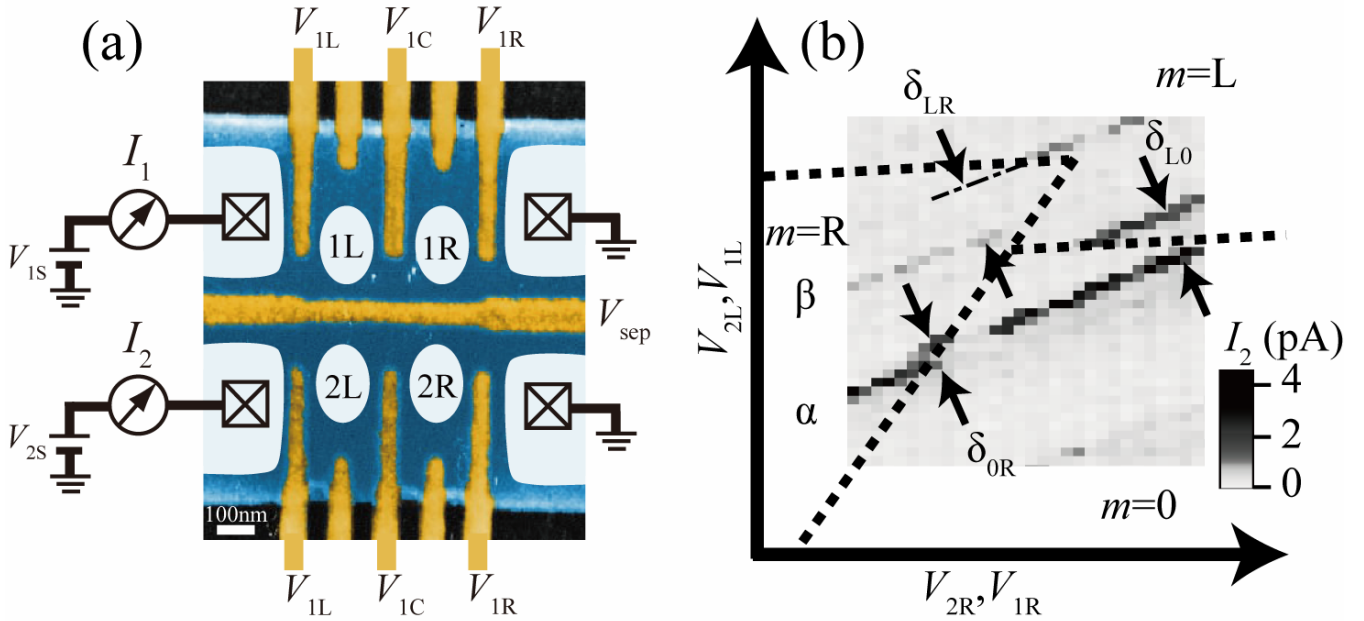 (a)
V1L V1C V1R
I1
V1S
1L 1R
Vsep
I2
V2S
2L 2R
100nm
V1L V1C V1R
(b)
m=L
δLR
δL0
m=R
β
α
δ0R
m=0
I2 (pA)
4
2
0
V2L,V1L
V2R,V1R